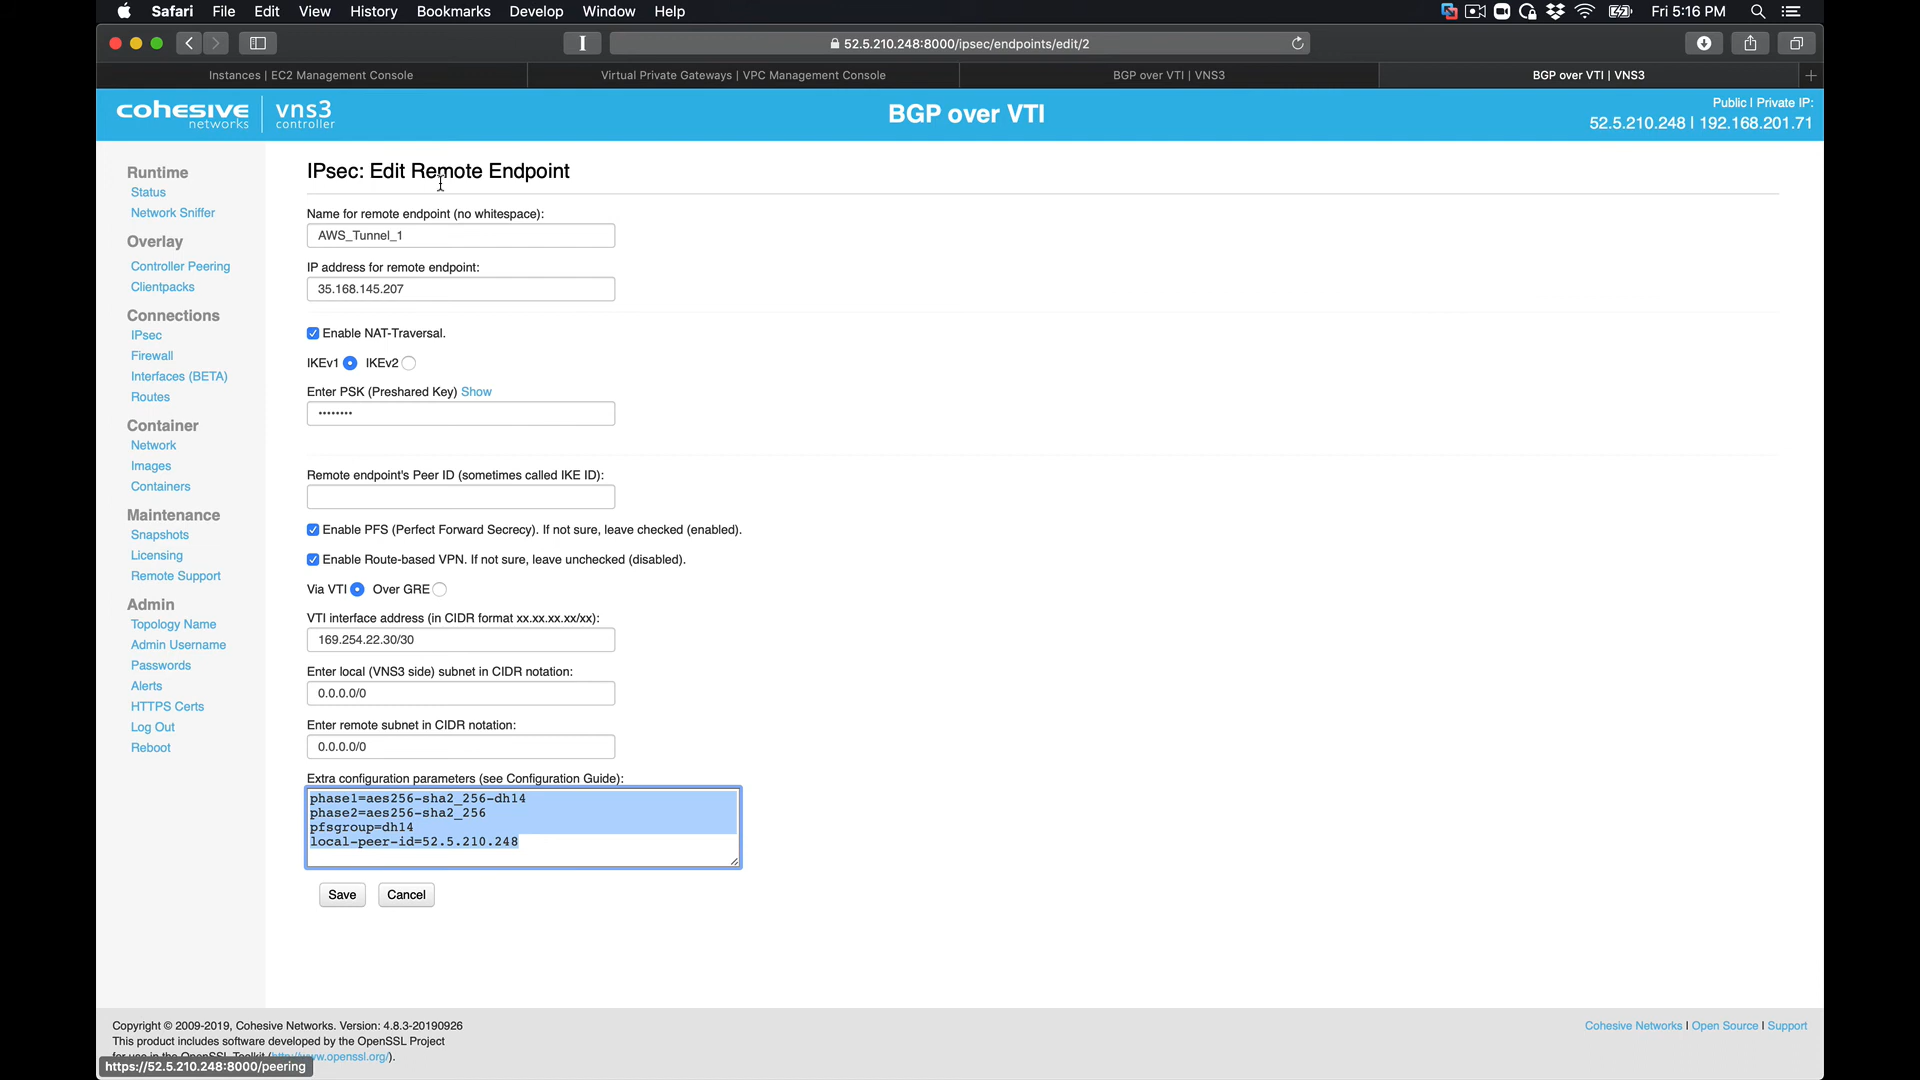 Safari File Edit View History Bookmarks Develop Window Help Fri 5:16 PM
52.5.210.248:8000/ipsec/endpoints/edit/2
Instances | EC2 Management Console Virtual Private Gateways | VPC Management Console BGP over VTI | VNS3 BGP over VTI | VNS3
cohesive networks vns3 controller
BGP over VTI
Public | Private IP:
52.5.210.248 | 192.168.201.71
Runtime
Status
Network Sniffer
Overlay
Controller Peering
Clientpacks
Connections
IPsec
Firewall
Interfaces (BETA)
Routes
Container
Network
Images
Containers
Maintenance
Snapshots
Licensing
Remote Support
Admin
Topology Name
Admin Username
Passwords
Alerts
HTTPS Certs
Log Out
Reboot
IPsec: Edit Remote Endpoint
Name for remote endpoint (no whitespace):
AWS_Tunnel_1
IP address for remote endpoint:
35.168.145.207
Enable NAT-Traversal.
IKEv1 IKEv2
Enter PSK (Preshared Key) Show
••••••••
Remote endpoint's Peer ID (sometimes called IKE ID):
Enable PFS (Perfect Forward Secrecy). If not sure, leave checked (enabled).
Enable Route-based VPN. If not sure, leave unchecked (disabled).
Via VTI Over GRE
VTI interface address (in CIDR format xx.xx.xx.xx/xx):
169.254.22.30/30
Enter local (VNS3 side) subnet in CIDR notation:
0.0.0.0/0
Enter remote subnet in CIDR notation:
0.0.0.0/0
Extra configuration parameters (see Configuration Guide):
phase1=aes256-sha2_256-dh14
phase2=aes256-sha2_256
pfsgroup=dh14
local-peer-id=52.5.210.248
Save Cancel
Copyright © 2009-2019, Cohesive Networks. Version: 4.8.3-20190926
This product includes software developed by the OpenSSL Project
for use in the OpenSSL Toolkit (http://www.openssl.org/).
Cohesive Networks | Open Source | Support
https://52.5.210.248:8000/peering